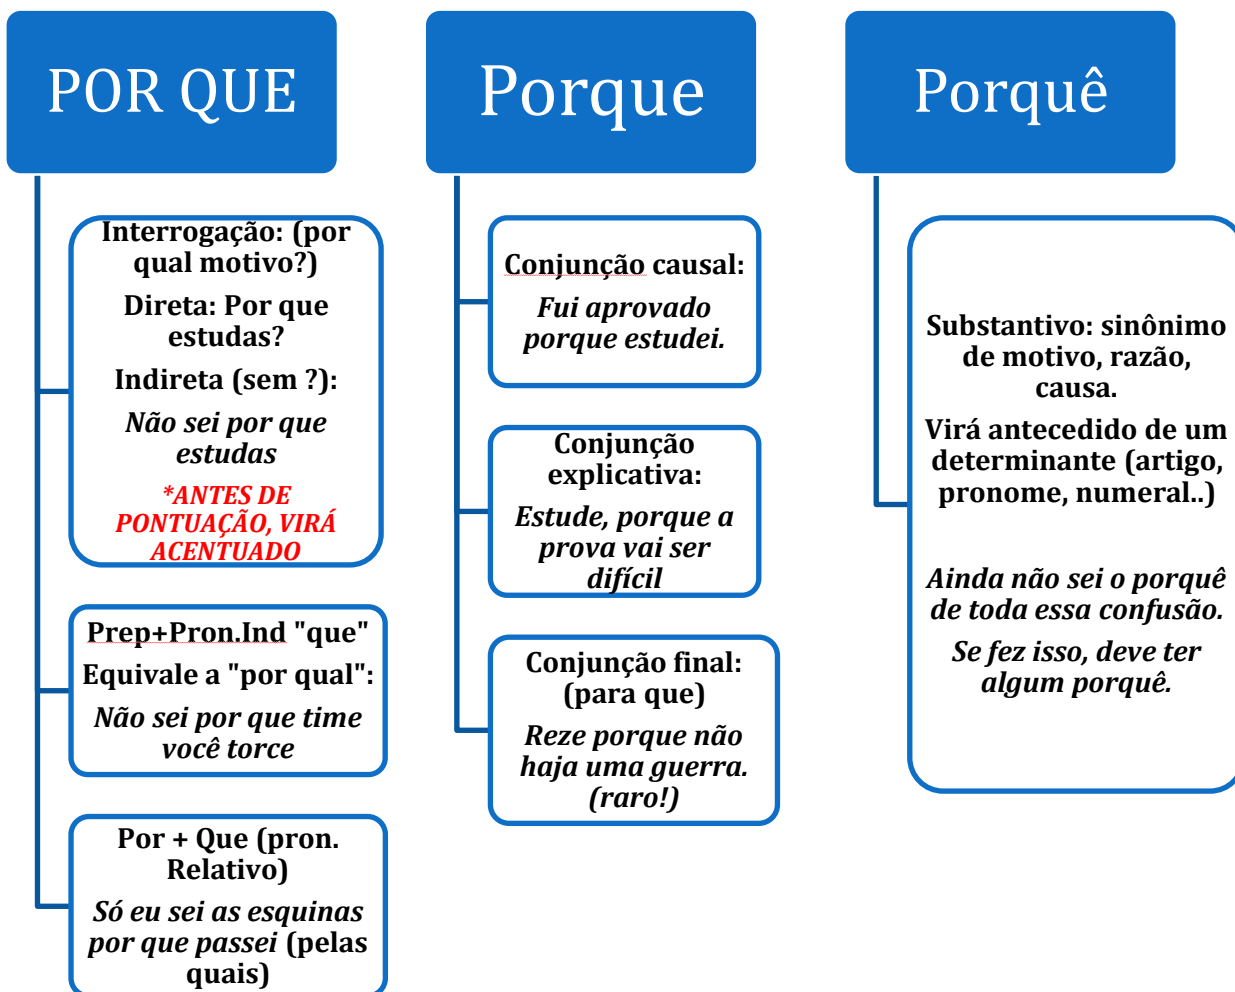 POR QUE
Interrogação: (por
qual motivo?)
Direta: Por que
estudas?
Indireta (sem ?):
Não sei por que
estudas
*ANTES DE
PONTUAÇÃO, VIRÁ
ACENTUADO
Prep+Pron.Ind "que"
Equivale a "por qual":
Não sei por que time
você torce
Por + Que (pron.
Relativo)
Só eu sei as esquinas
por que passei (pelas
quais)
Porque
Conjunção causal:
Fui aprovado
porque estudei.
Conjunção
explicativa:
Estude, porque a
prova vai ser
difícil
Conjunção final:
(para que)
Reze porque não
haja uma guerra.
(raro!)
Porquê
Substantivo: sinônimo
de motivo, razão,
causa.
Virá antecedido de um
determinante (artigo,
pronome, numeral..)
Ainda não sei o porquê
de toda essa confusão.
Se fez isso, deve ter
algum porquê.